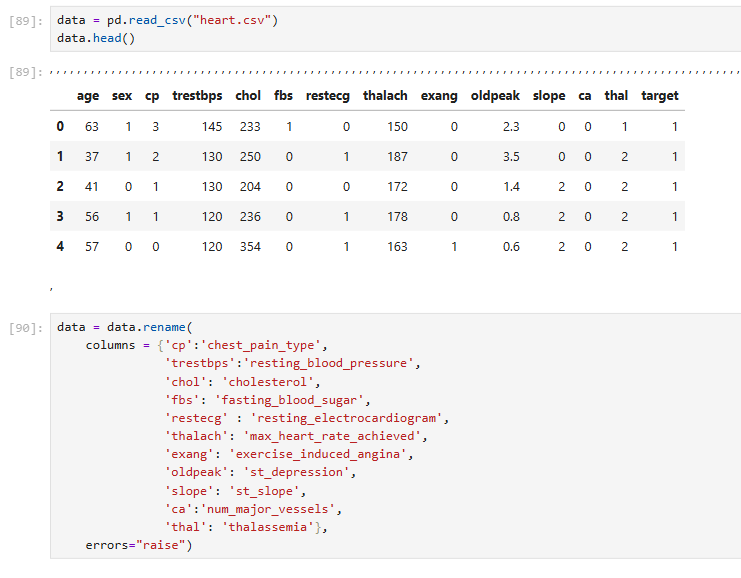 [89]: data = pd.read_csv("heart.csv")
data.head()
[89]: , , , , , , , , , , , , , , , , , , , , , , , , , , , , , , , , , , , , , , , , , , , , , , , , , , , , , , , , , , , , , , , , , , , , , , , , , , , , , , , , , , , , , , , , , , , , , , , , , , , ,
age sex cp trestbps chol fbs restecg thalach exang oldpeak slope ca thal target
0 63 1 3 145 233 1 0 150 0 2.3 0 0 1 1
1 37 1 2 130 250 0 1 187 0 3.5 0 0 2 1
2 41 0 1 130 204 0 0 172 0 1.4 2 0 2 1
3 56 1 1 120 236 0 1 178 0 0.8 2 0 2 1
4 57 0 0 120 354 0 1 163 1 0.6 2 0 2 1
,
[90]: data = data.rename(
columns = {'cp':'chest_pain_type',
'trestbps':'resting_blood_pressure',
'chol': 'cholesterol',
'fbs': 'fasting_blood_sugar',
'restecg' : 'resting_electrocardiogram',
'thalach': 'max_heart_rate_achieved',
'exang': 'exercise_induced_angina',
'oldpeak': 'st_depression',
'slope': 'st_slope',
'ca':'num_major_vessels',
'thal': 'thalassemia'},
errors="raise")